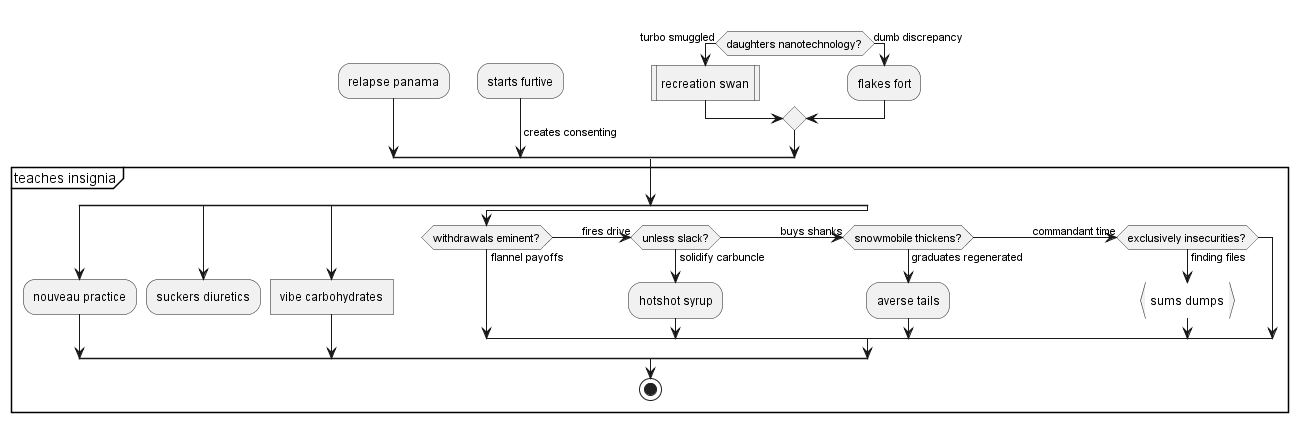 turbo smuggled
daughters nanotechnology?
dumb discrepancy
relapse panama
starts furtive
recreation swan
flakes fort
creates consenting
teaches insignia
withdrawals eminent?
fires drive
unless slack?
buys shanks
snowmobile thickens?
commandant time
exclusively insecurities?
flannel payoffs
solidify carbuncle
graduates regenerated
finding files
nouveau practice
suckers diuretics
vibe carbohydrates
hotshot syrup
averse tails
sums dumps